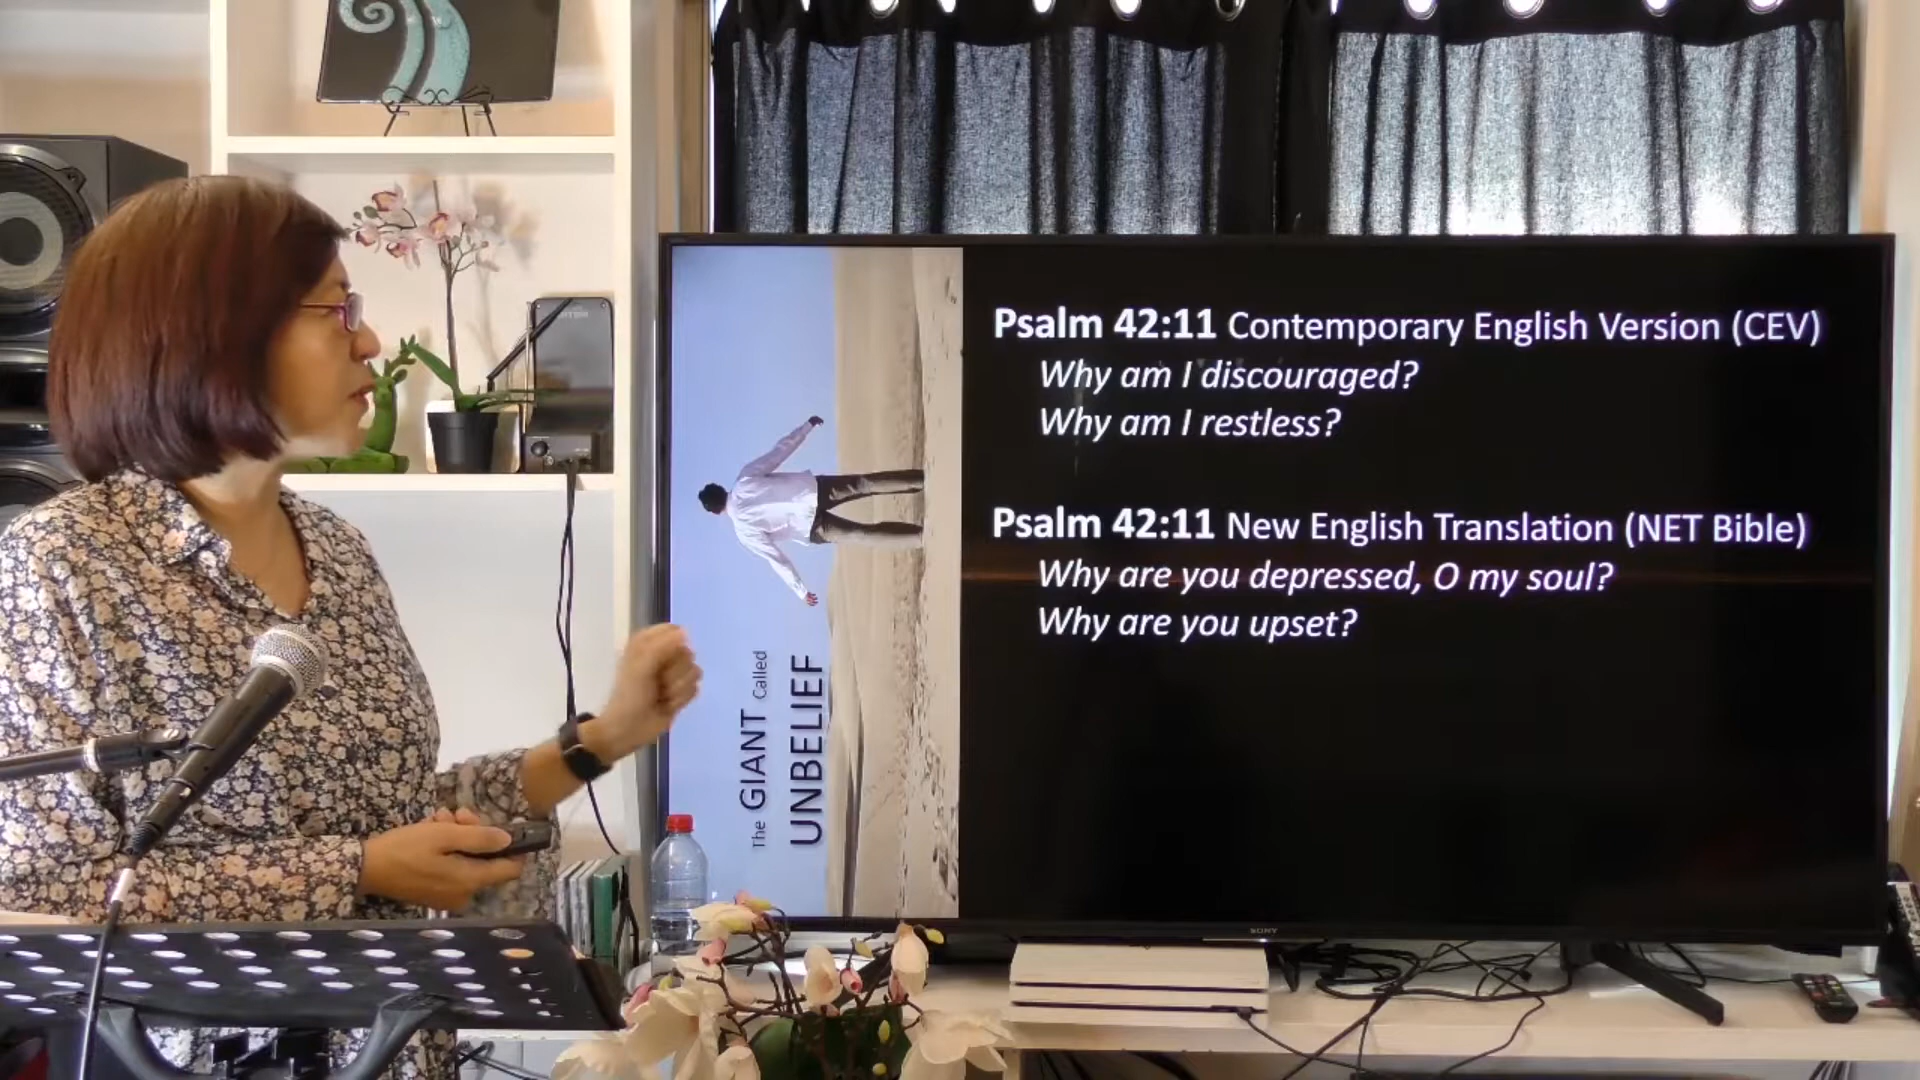 Psalm 42:11 Contemporary English Version (CEV)
Why am I discouraged?
Why am I restless?
Psalm 42:11 New English Translation (NET Bible)
Why are you depressed, O my soul?
Why are you upset?
The GIANT Called
UNBELIEF
SONY